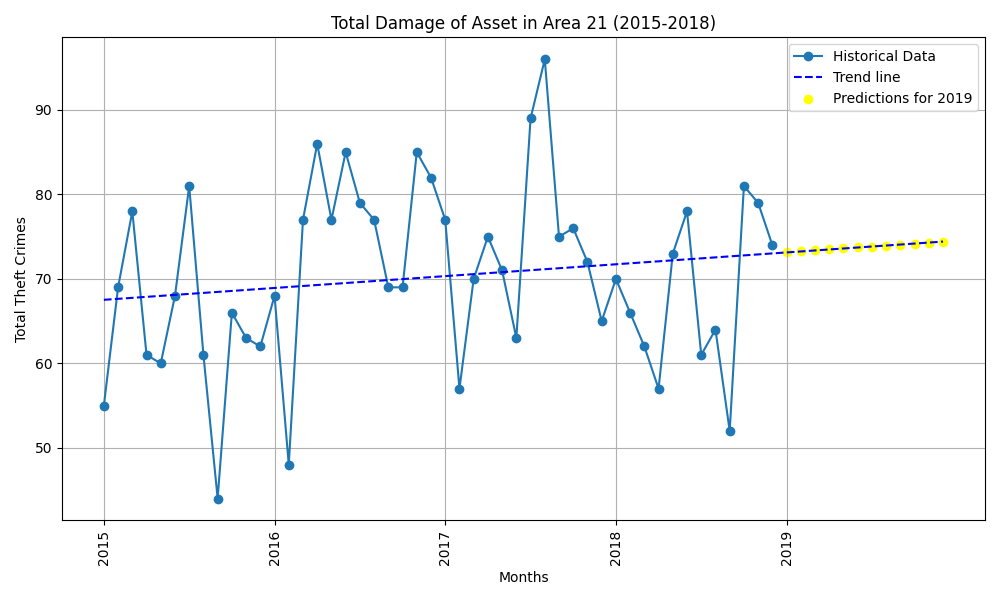 Total Damage of Asset in Area 21 (2015-2018)
Historical Data
Trend line
Predictions for 2019
Total Theft Crimes
90
80
70
60
50
2015
2016
2017
2018
2019
Months